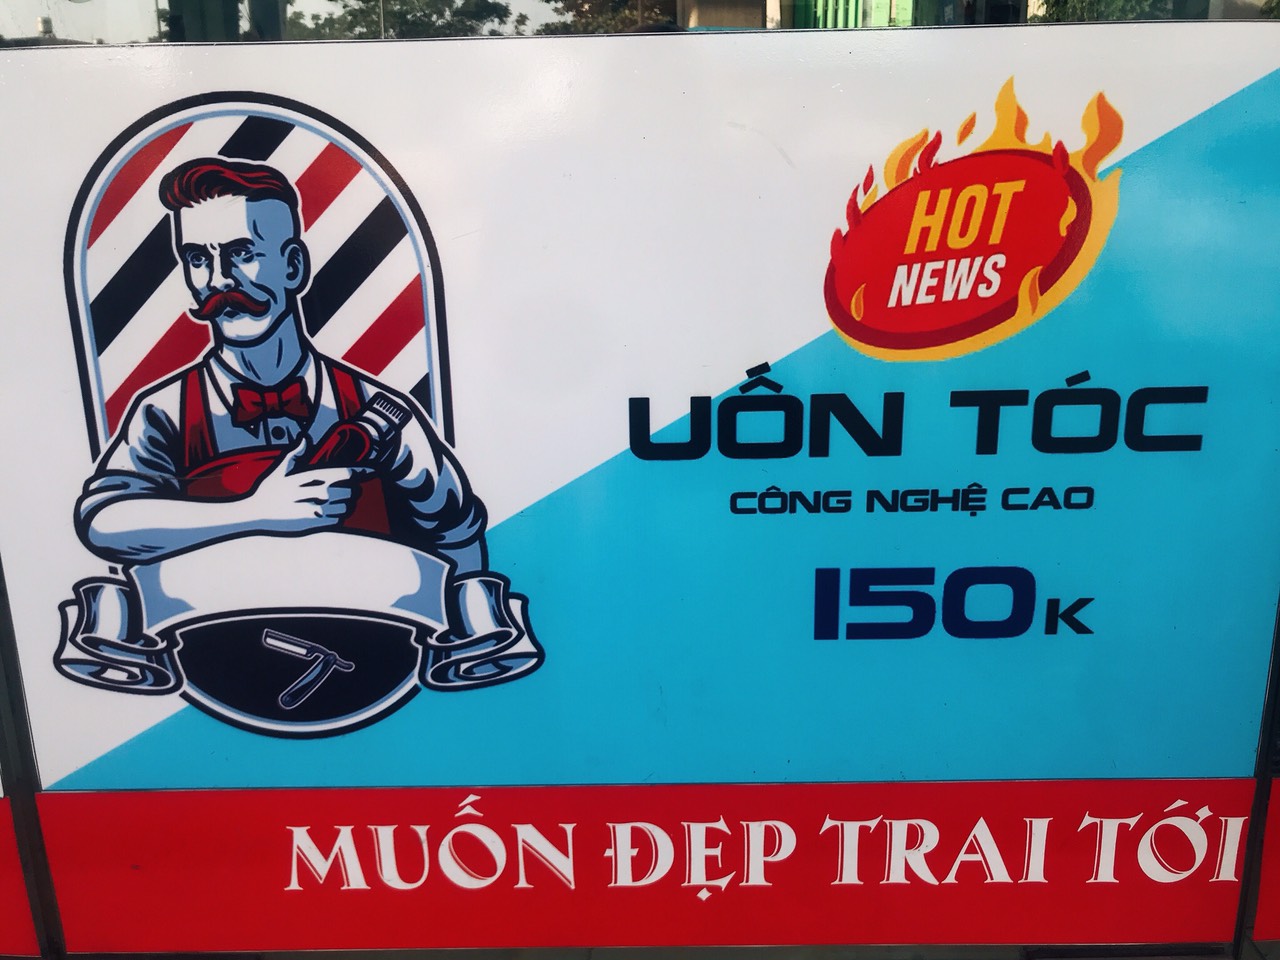 HOT
NEWS
UỐN TÓC
CÔNG NGHỆ CAO
150K
MUỐN ĐẸP TRAI TỚI